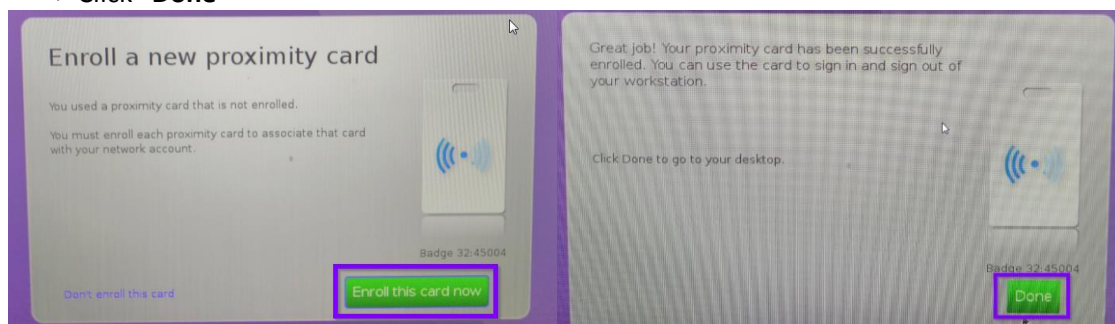 Click "Done"
Enroll a new proximity card
You used a proximity card that is not enrolled.
You must enroll each proximity card to associate that card
with your network account.
Badge 32:45004
Don't enroll this card
Enroll this card now
Great job! Your proximity card has been successfully
enrolled. You can use the card to sign in and sign out of
your workstation.
Click Done to go to your desktop.
Badge 32:45004
Done